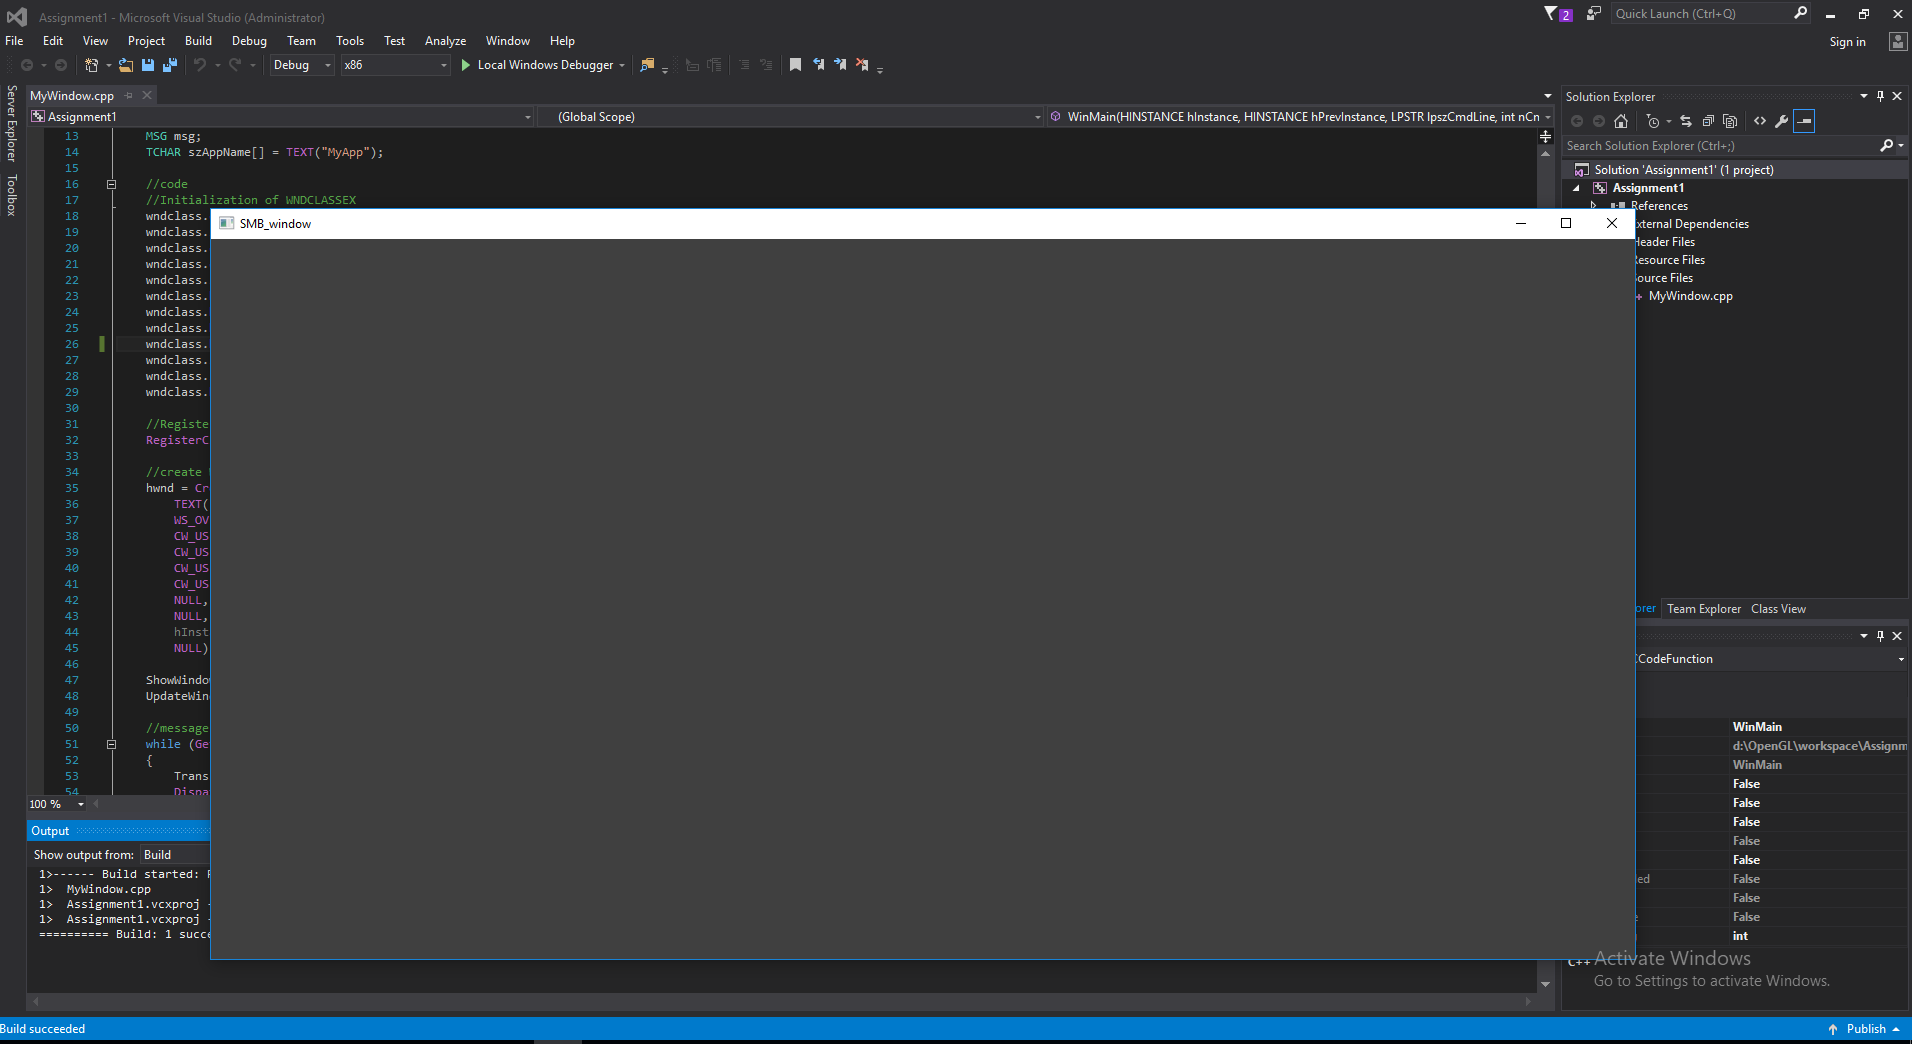 Assignment1 - Microsoft Visual Studio (Administrator)
2
Quick Launch (Ctrl+Q)
File Edit View Project Build Debug Team Tools Test Analyze Window Help
Sign in
Debug x86 Local Windows Debugger
Server Explorer
Toolbox
MyWindow.cpp
Assignment1 (Global Scope) WinMain(HINSTANCE hInstance, HINSTANCE hPrevInstance, LPSTR lpszCmdLine, int nCn
13 MSG msg;
14 TCHAR szAppName[] = TEXT("MyApp");
15
16 //code
17 //Initialization of WNDCLASSEX
18 wndclass.
19 wndclass.
20 wndclass.
21 wndclass.
22 wndclass.
23 wndclass.
24 wndclass.
25 wndclass.
26 wndclass.
27 wndclass.
28 wndclass.
29 wndclass.
30
31 //Registe
32 RegisterC
33
34 //create
35 hwnd = Cr
36 TEXT(
37 WS_OV
38 CW_US
39 CW_US
40 CW_US
41 CW_US
42 NULL,
43 NULL,
44 hInst
45 NULL)
46
47 ShowWindo
48 UpdateWin
49
50 //message
51 while (Ge
52 {
53 Trans
54 Dispa
100 %
SMB_window
Output
Show output from: Build
1>------ Build started:
1> MyWindow.cpp
1> Assignment1.vcxproj -
1> Assignment1.vcxproj -
========== Build: 1 succe
Solution Explorer
Search Solution Explorer (Ctrl+;)
Solution 'Assignment1' (1 project)
Assignment1
References
xternal Dependencies
Header Files
esource Files
ource Files
MyWindow.cpp
orer Team Explorer Class View
CodeFunction
WinMain
d:\OpenGL\workspace\Assignm
WinMain
False
False
False
False
False
ed False
False
e False
int
C++
Activate Windows
Go to Settings to activate Windows.
Build succeeded
Publish